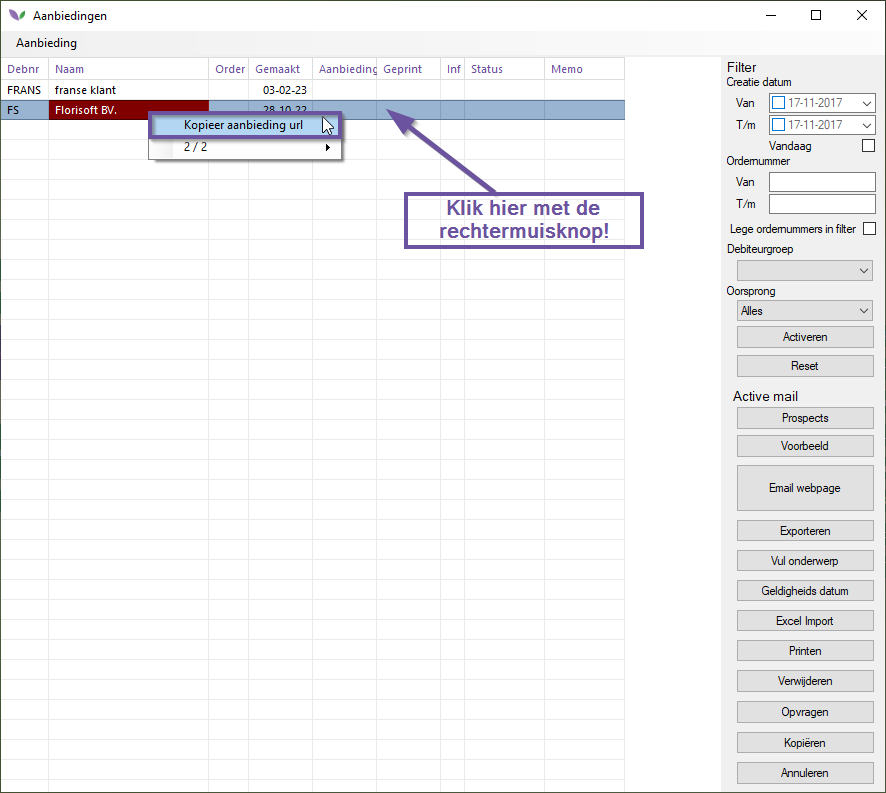 Aanbiedingen
Aanbieding
Debnr Naam Order Gemaakt Aanbieding Geprint Inf Status Memo
FRANS franse klant 03-02-23
FS Florisoft BV. 28-10-22
Kopieer aanbieding url
2 / 2
Klik hier met de
rechtermuisknop!
Filter
Creatie datum
Van 17-11-2017
T/m 17-11-2017
Vandaag
Ordernummer
Van
T/m
Lege ordernummers in filter
Debiteurgroep
Oorsprong
Alles
Activeren
Reset
Active mail
Prospects
Voorbeeld
Email webpage
Exporteren
Vul onderwerp
Geldigheids datum
Excel Import
Printen
Verwijderen
Opvragen
Kopiëren
Annuleren